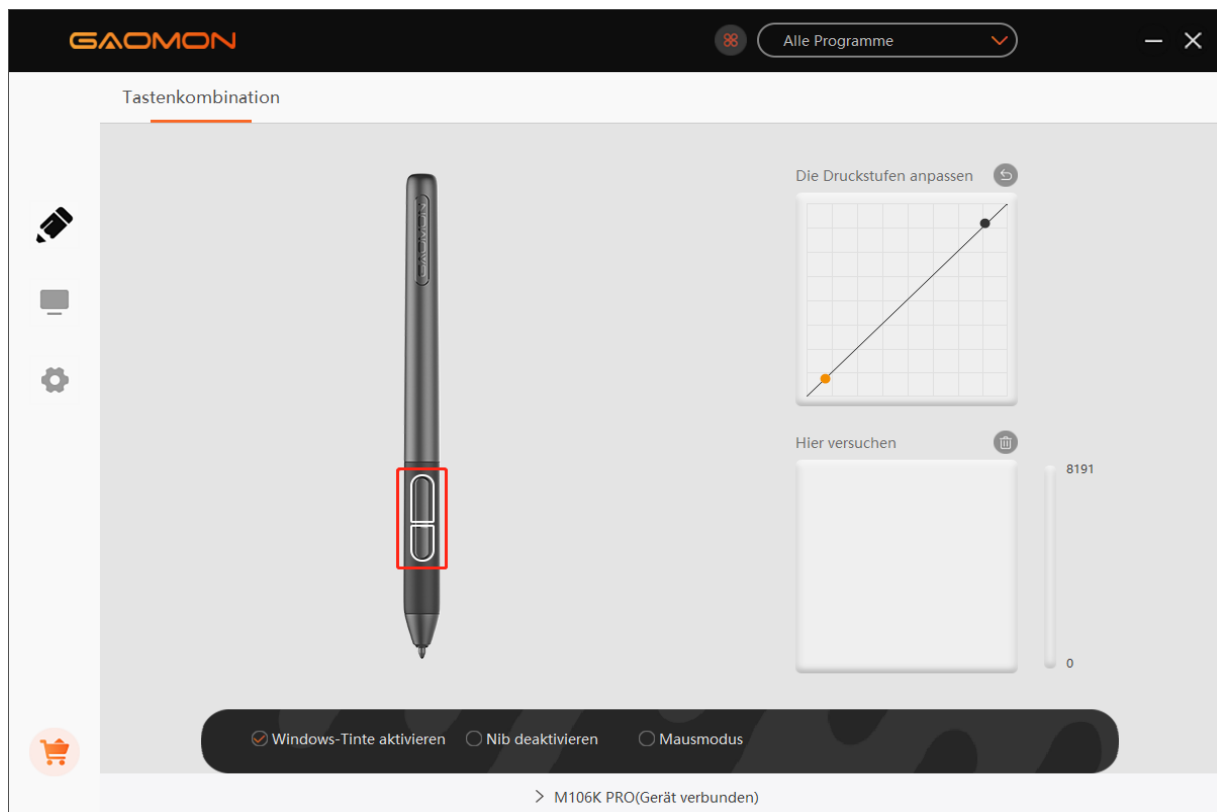 GAOMON
Alle Programme
Tastenkombination
GAOMON
Die Druckstufen anpassen
Hier versuchen
8191
0
Windows-Tinte aktivieren Nib deaktivieren Mausmodus
M106K PRO(Gerät verbunden)